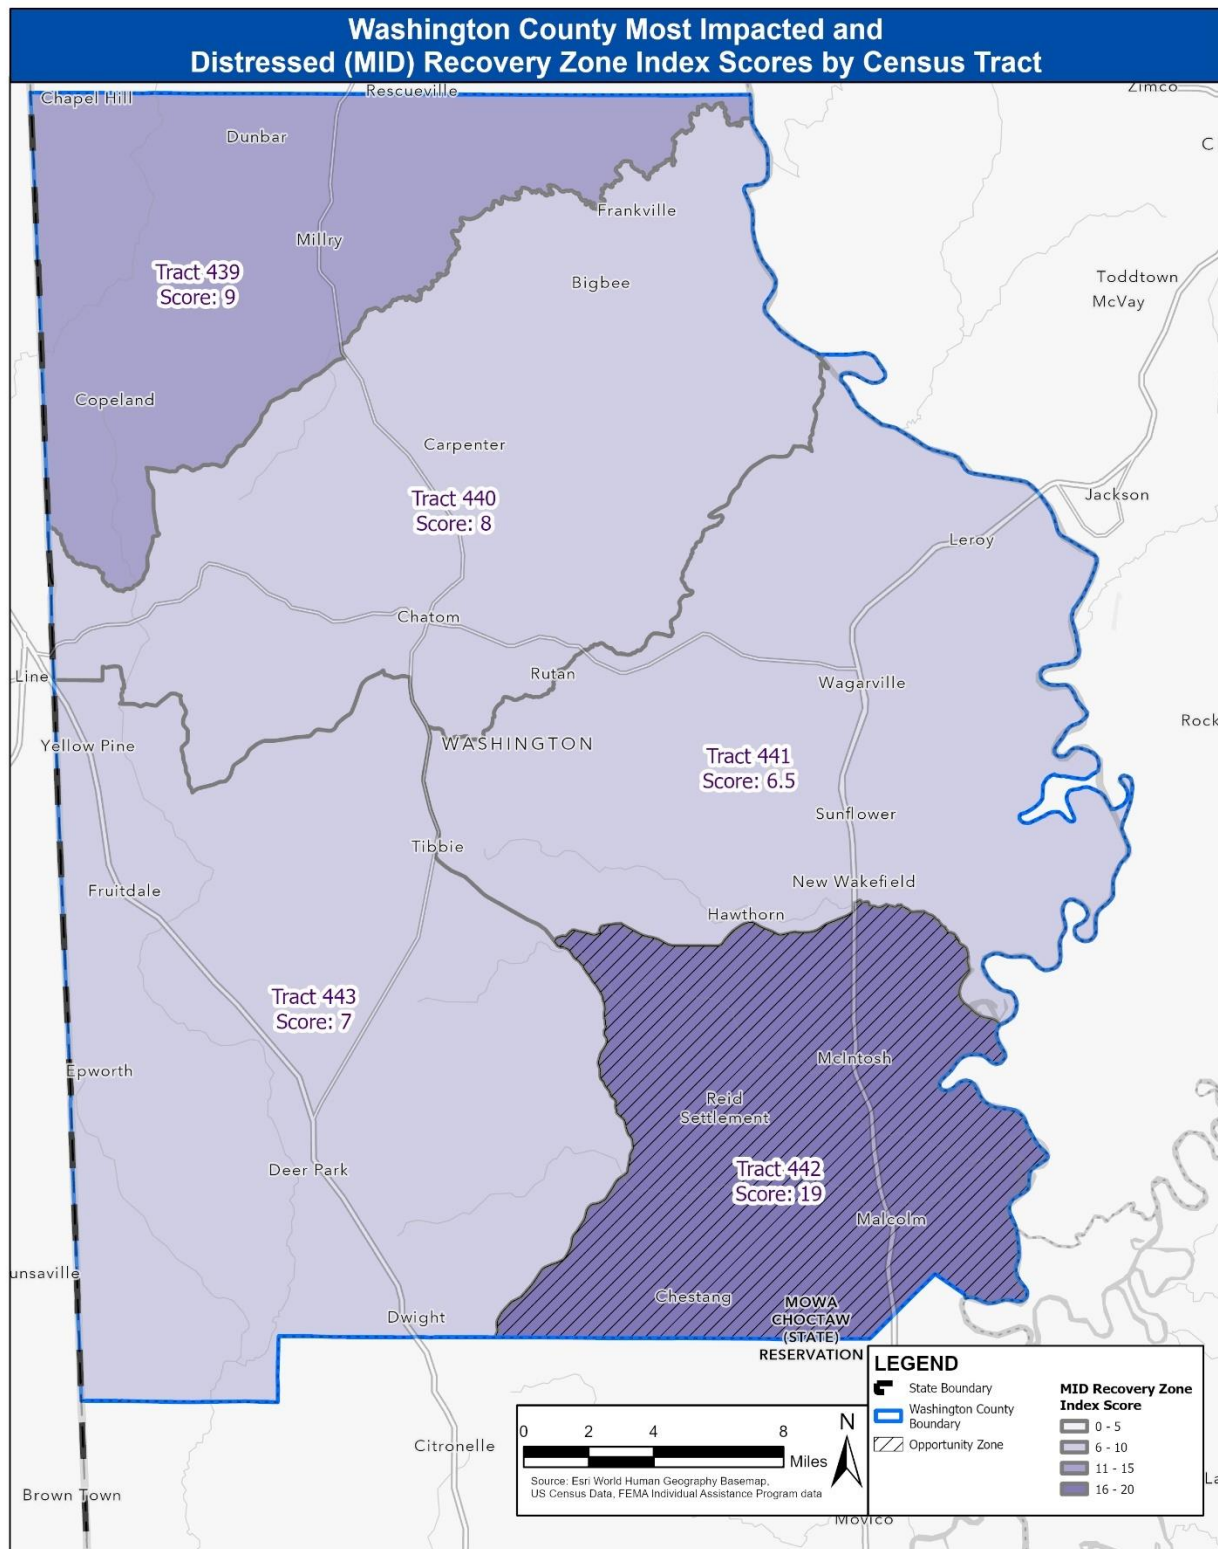 Washington County Most Impacted and
Distressed (MID) Recovery Zone Index Scores by Census Tract
Chapel Hill
Rescueville
Zimco
Dunbar
C
Frankville
Millry
Tract 439
Score: 9
Bigbee
Toddtown
McVay
Copeland
Carpenter
Tract 440
Score: 8
Jackson
Leroy
Chatom
Line
Rutan
Wagarville
Rock
Yellow Pine
WASHINGTON
Tract 441
Score: 6.5
Sunflower
Tibbie
Fruitdale
New Wakefield
Hawthorn
Tract 443
Score: 7
McIntosh
Epworth
Reid
Settlement
Deer Park
Tract 442
Score: 19
Malcolm
unsaville
Chestang
Dwight
MOWA
CHOCTAW
(STATE)
RESERVATION
LEGEND
State Boundary
Washington County
Boundary
Opportunity Zone
MID Recovery Zone
Index Score
0 - 5
6 - 10
11 - 15
16 - 20
0 2 4 8
Miles
N
Source: Esri World Human Geography Basemap,
US Census Data, FEMA Individual Assistance Program data
Citronelle
La
Brown Town
Movico